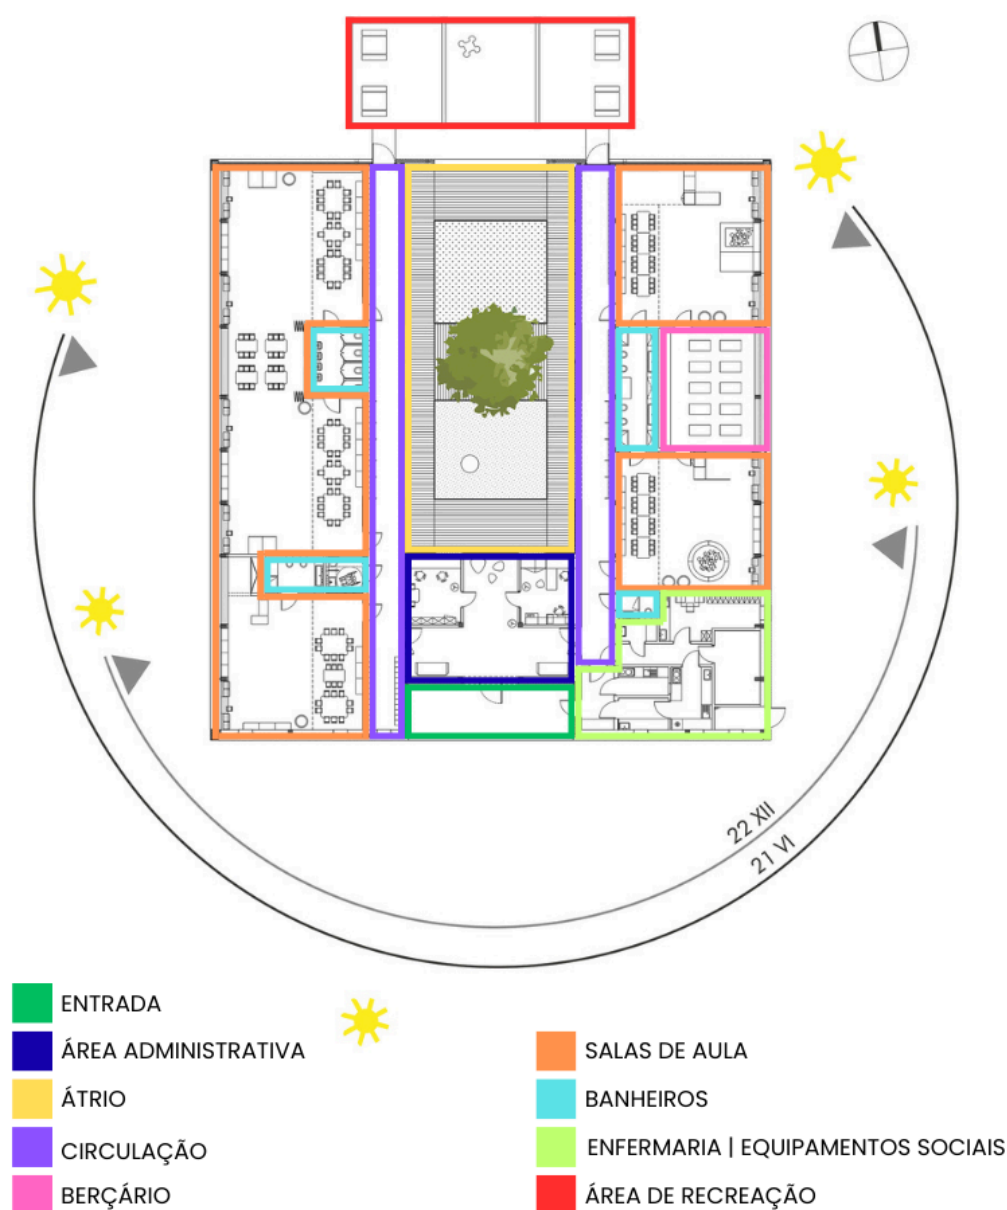 22 XII
21 VI
ENTRADA
ÁREA ADMINISTRATIVA
ÁTRIO
CIRCULAÇÃO
BERÇÁRIO
SALAS DE AULA
BANHEIROS
ENFERMARIA | EQUIPAMENTOS SOCIAIS
ÁREA DE RECREAÇÃO